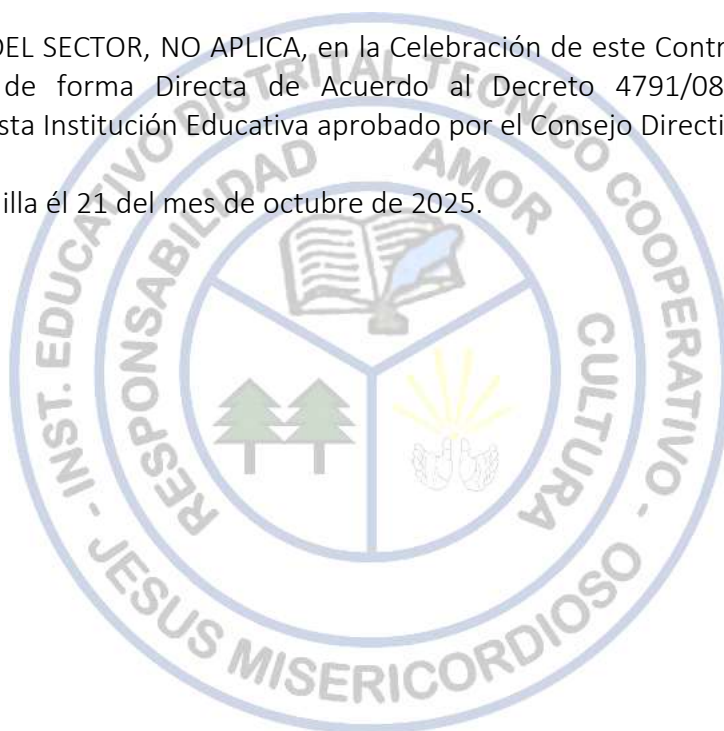 DEL SECTOR, NO APLICA, en la Celebración de este Contr
de forma Directa de Acuerdo al Decreto 4791/08
sta Institución Educativa aprobado por el Consejo Directi
illa él 21 del mes de octubre de 2025.
INST. EDUCATIVO DISTRITAL TECNICO COOPERATIVO -
- JESUS MISERICORDIOSO
RESPONSABILIDAD
AMOR
CULTURA